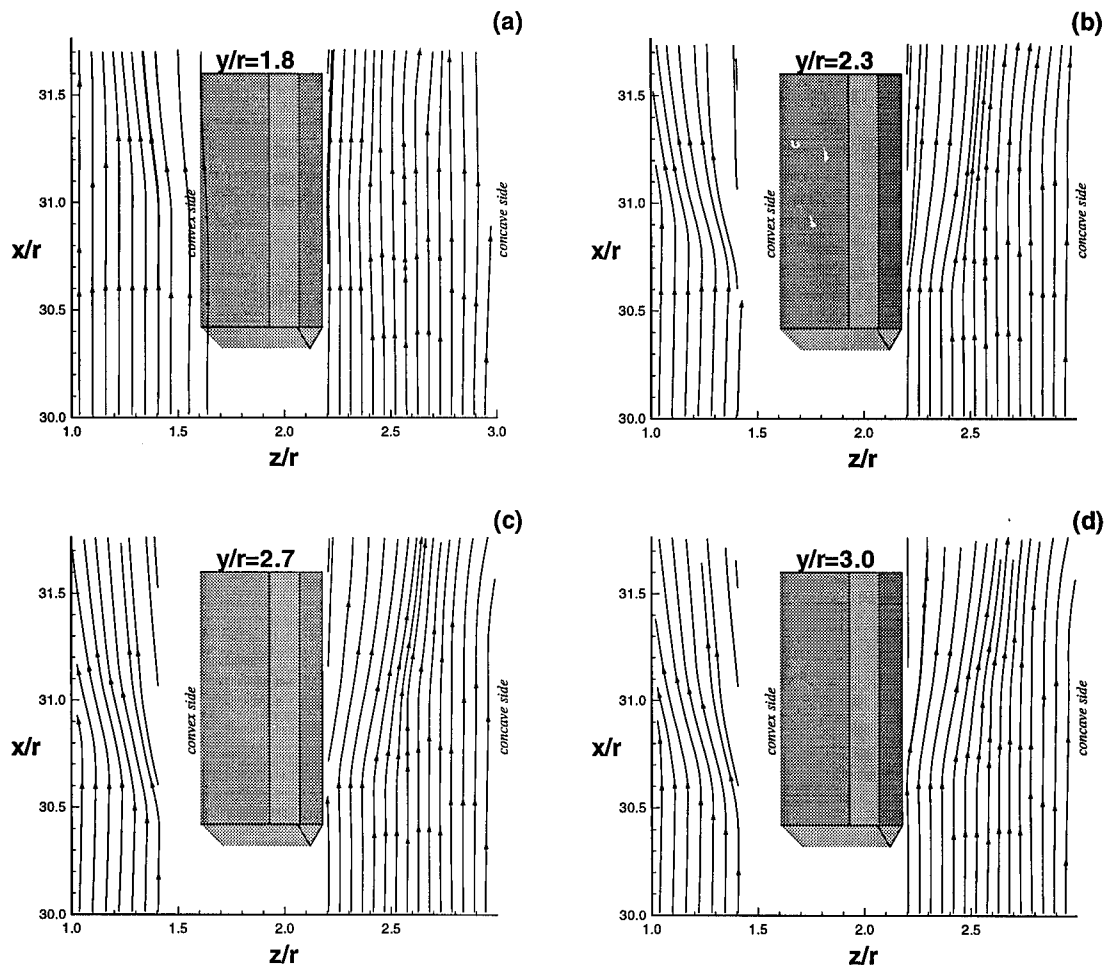 (a)
y/r=1.8
31.5
31.0
30.5
30.0
x/r
convex side
concave side
1.0
1.5
2.0
2.5
3.0
z/r
(b)
y/r=2.3
31.5
31.0
30.5
30.0
x/r
convex side
concave side
1.0
1.5
2.0
2.5
z/r
(c)
y/r=2.7
31.5
31.0
30.5
30.0
x/r
convex side
concave side
1.0
1.5
2.0
2.5
z/r
(d)
y/r=3.0
31.5
31.0
30.5
30.0
x/r
convex side
concave side
1.0
1.5
2.0
2.5
z/r